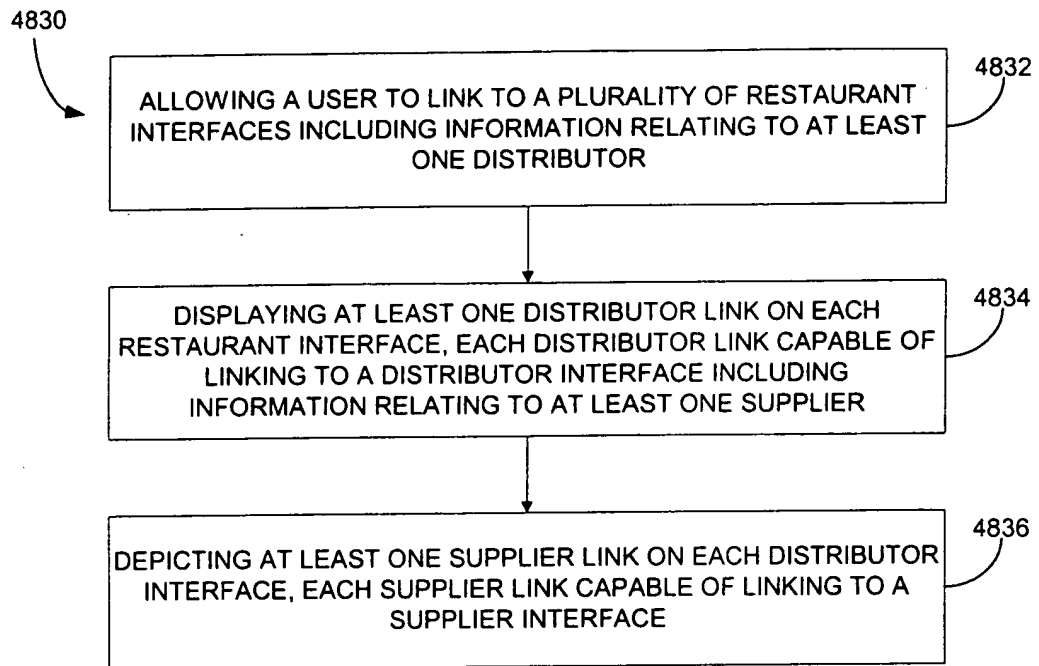 4830
4832
ALLOWING A USER TO LINK TO A PLURALITY OF RESTAURANT
INTERFACES INCLUDING INFORMATION RELATING TO AT LEAST
ONE DISTRIBUTOR
4834
DISPLAYING AT LEAST ONE DISTRIBUTOR LINK ON EACH
RESTAURANT INTERFACE, EACH DISTRIBUTOR LINK CAPABLE OF
LINKING TO A DISTRIBUTOR INTERFACE INCLUDING
INFORMATION RELATING TO AT LEAST ONE SUPPLIER
4836
DEPICTING AT LEAST ONE SUPPLIER LINK ON EACH DISTRIBUTOR
INTERFACE, EACH SUPPLIER LINK CAPABLE OF LINKING TO A
SUPPLIER INTERFACE